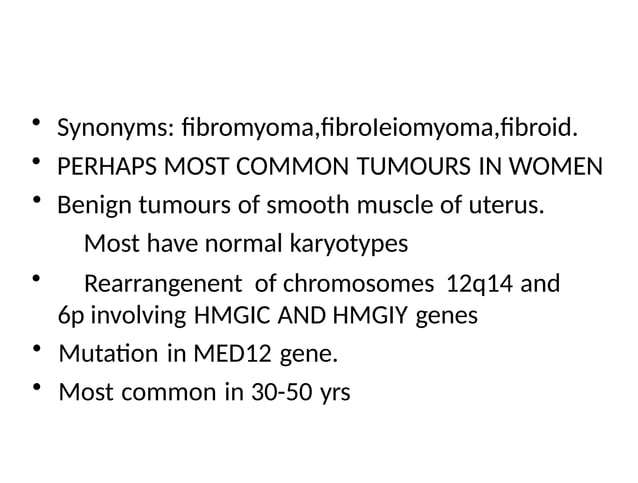 • Synonyms: fibromyoma,fibroleiomyoma,fibroid.
• PERHAPS MOST COMMON TUMOURS IN WOMEN
• Benign tumours of smooth muscle of uterus.
Most have normal karyotypes
• Rearrangenent of chromosomes 12q14 and
6p involving HMGIC AND HMGIY genes
• Mutation in MED12 gene.
• Most common in 30-50 yrs